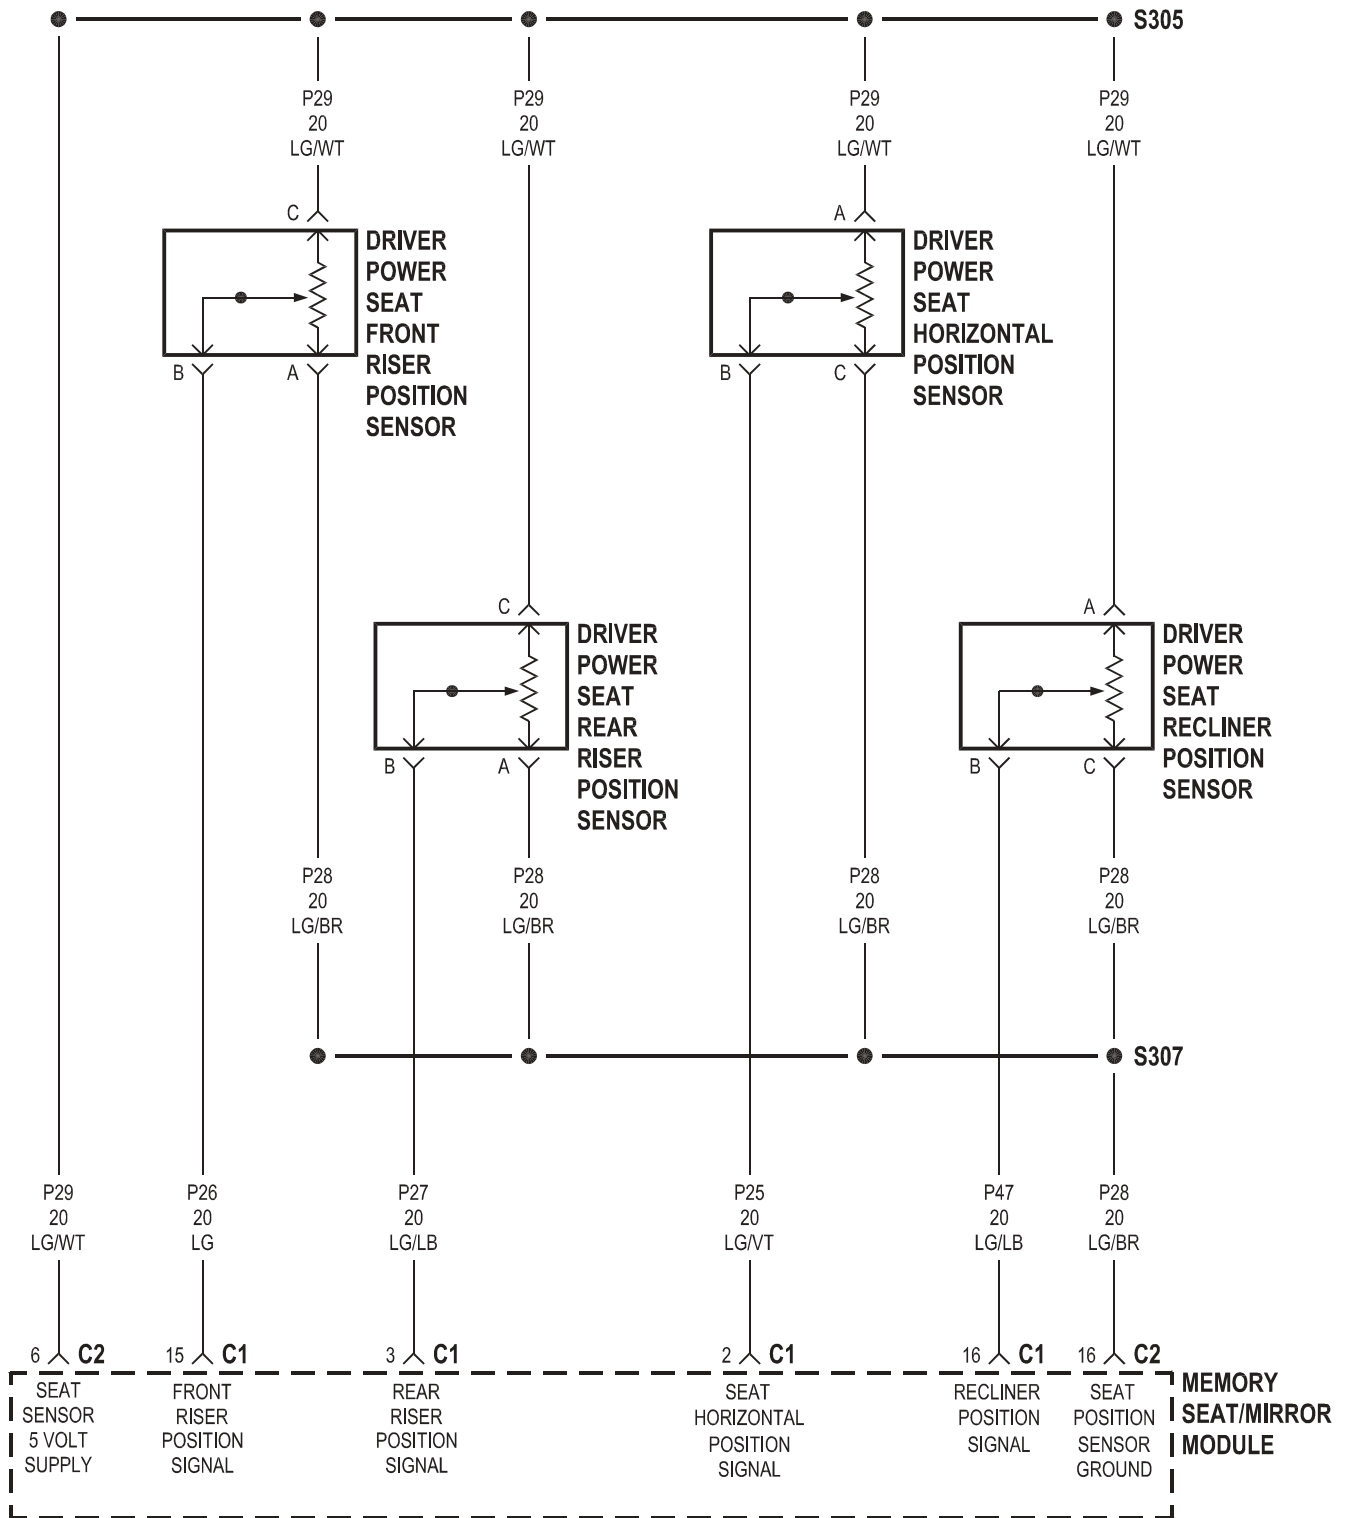 S305
P29
20
LG/WT
P29
20
LG/WT
P29
20
LG/WT
P29
20
LG/WT
C
DRIVER
POWER
SEAT
FRONT
RISER
POSITION
SENSOR
B
A
A
DRIVER
POWER
SEAT
HORIZONTAL
POSITION
SENSOR
B
C
C
DRIVER
POWER
SEAT
REAR
RISER
POSITION
SENSOR
B
A
A
DRIVER
POWER
SEAT
RECLINER
POSITION
SENSOR
B
C
P28
20
LG/BR
P28
20
LG/BR
P28
20
LG/BR
P28
20
LG/BR
S307
P29
20
LG/WT
P26
20
LG
P27
20
LG/LB
P25
20
LG/VT
P47
20
LG/LB
P28
20
LG/BR
6 C2
15 C1
3 C1
2 C1
16 C1
16 C2
SEAT
SENSOR
5 VOLT
SUPPLY
FRONT
RISER
POSITION
SIGNAL
REAR
RISER
POSITION
SIGNAL
SEAT
HORIZONTAL
POSITION
SIGNAL
RECLINER
POSITION
SIGNAL
SEAT
POSITION
SENSOR
GROUND
MEMORY
SEAT/MIRROR
MODULE